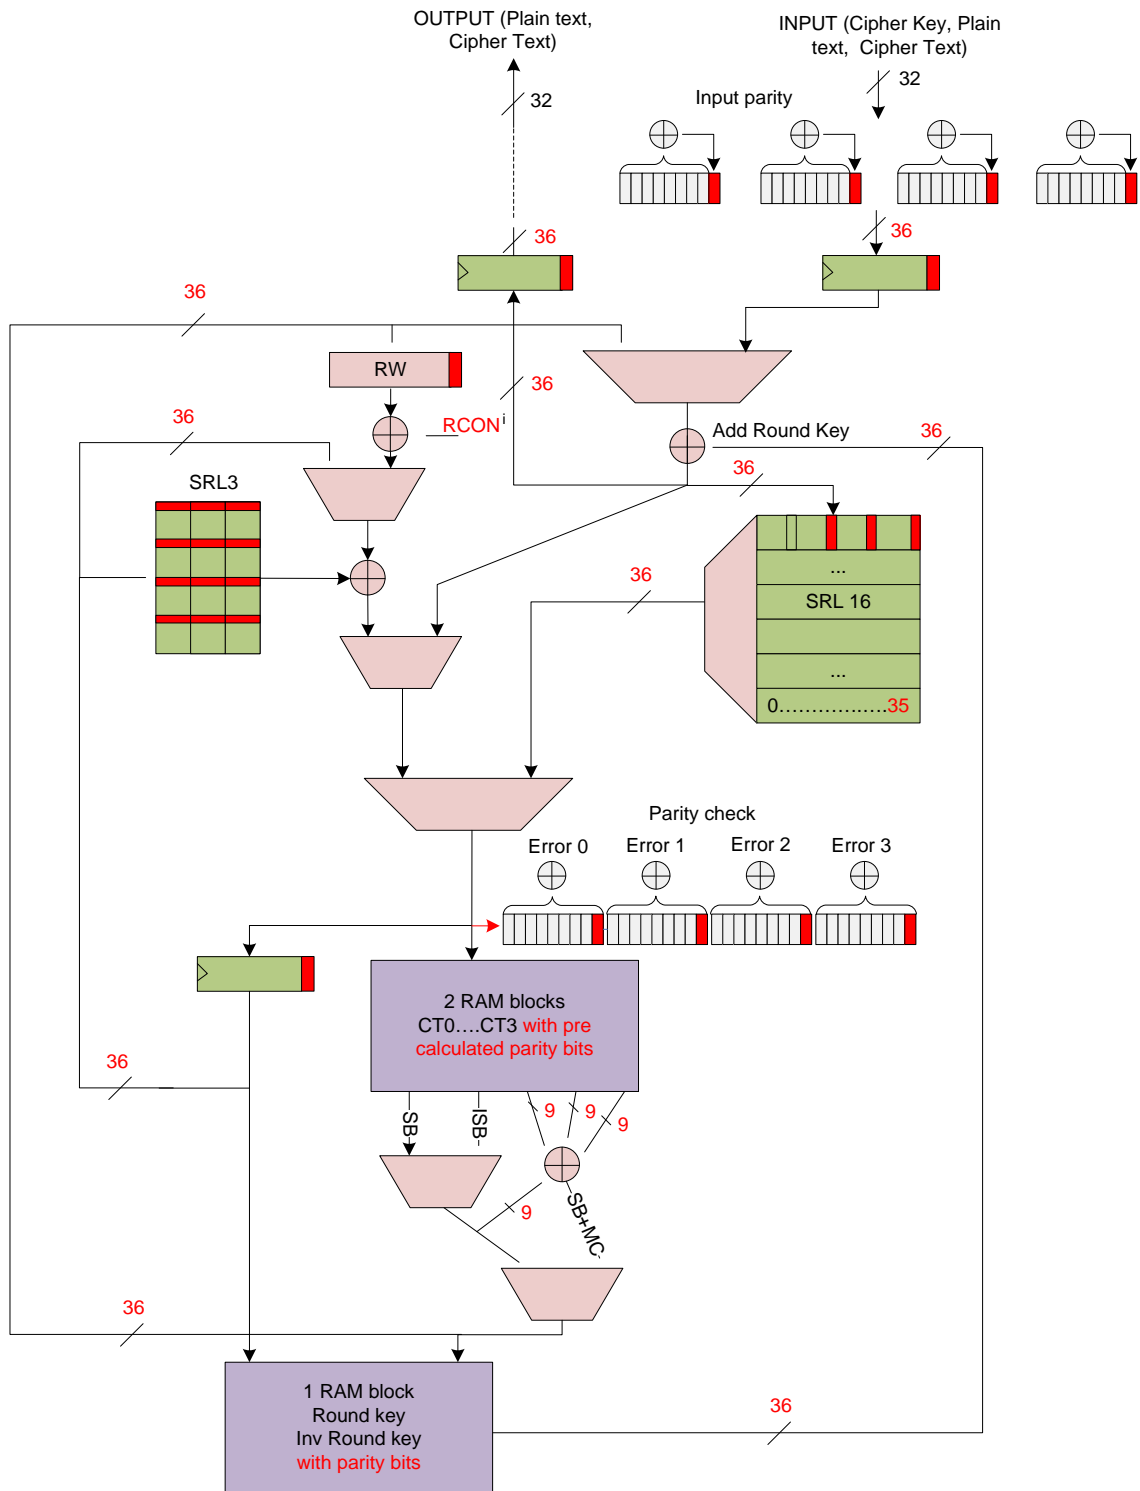 OUTPUT (Plain text,
Cipher Text)
INPUT (Cipher Key, Plain
text, Cipher Text)
32
32
Input parity
36
36
36
RW
36
RCONⁱ
36
Add Round Key
36
36
SRL3
...
36
SRL 16
...
0.................35
Parity check
Error 0
Error 1
Error 2
Error 3
2 RAM blocks
CT0....CT3 with pre
calculated parity bits
36
SB
ISB
9
9
9
9
SB+MC
36
1 RAM block
Round key
Inv Round key
with parity bits
36